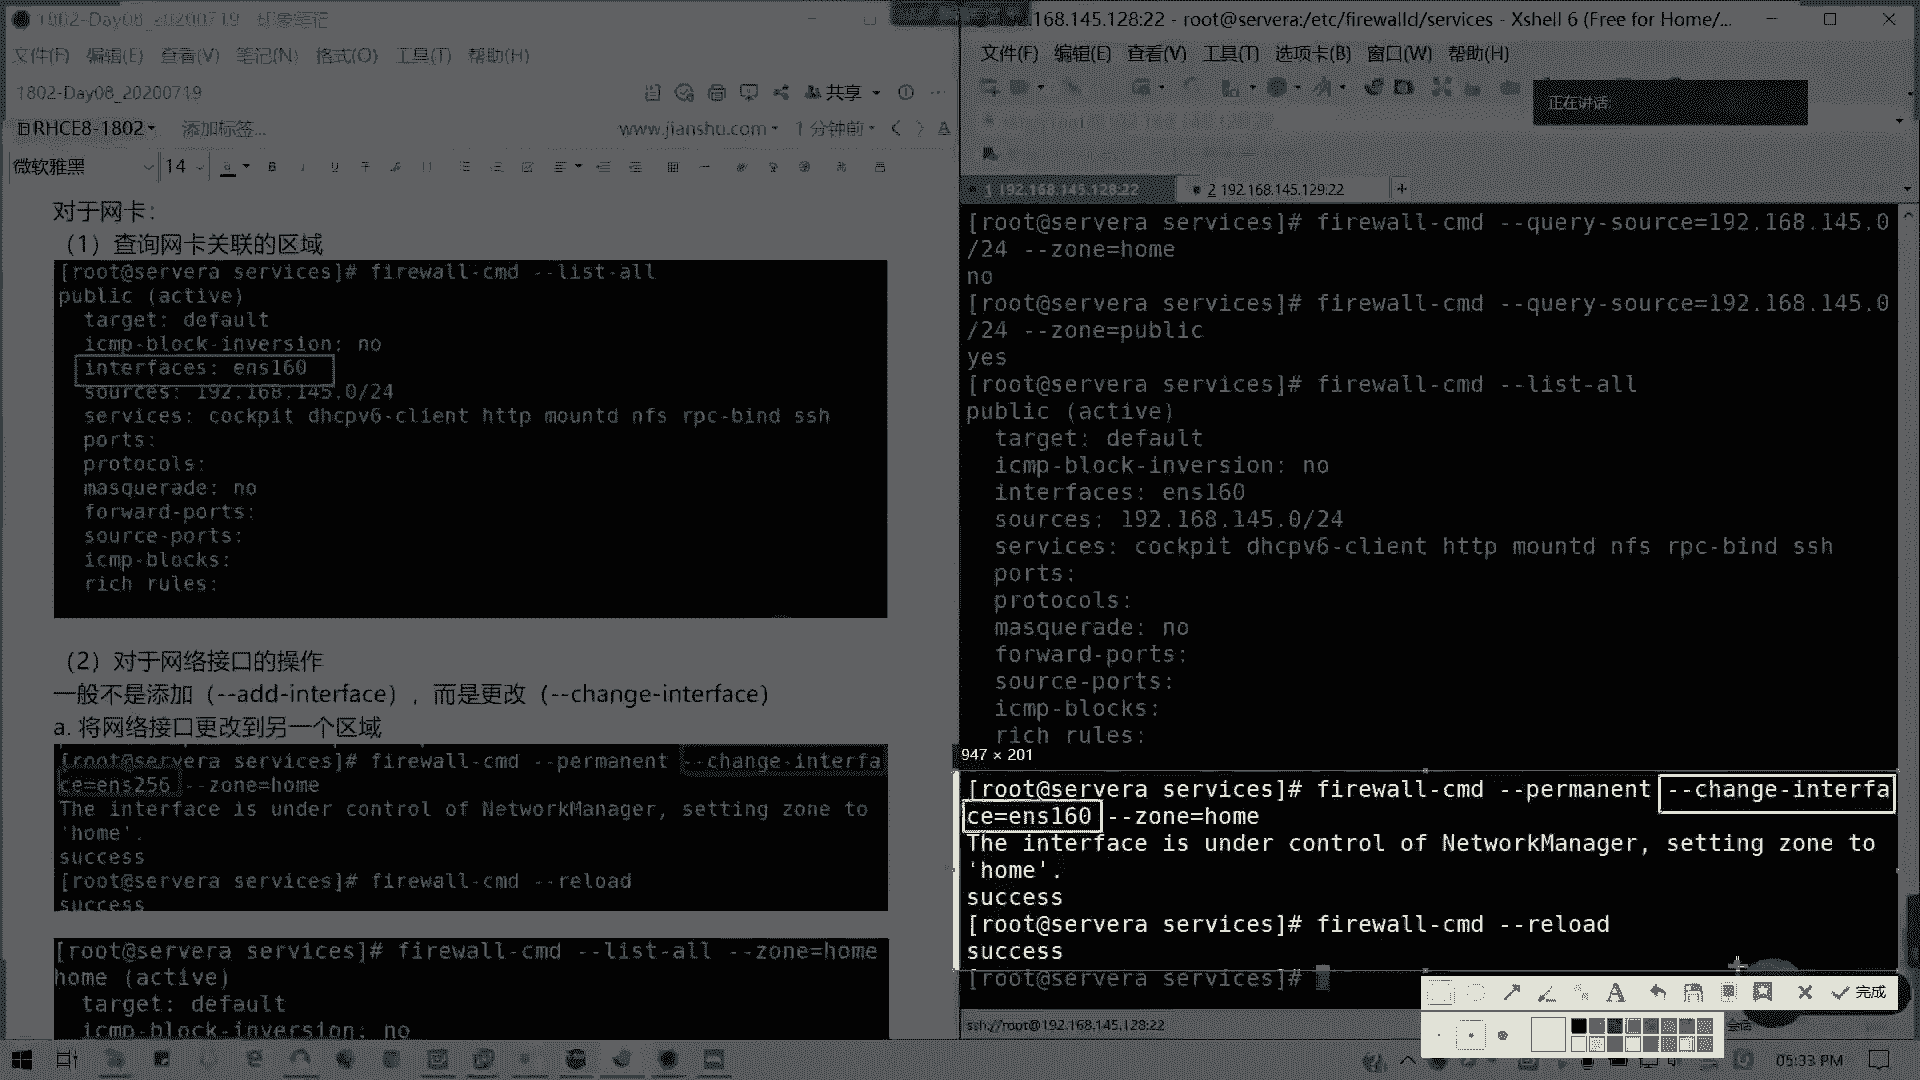 1802-Day08_20200719 - 印象笔记
文件(F) 编辑(E) 查看(V) 笔记(N) 格式(O) 工具(T) 帮助(H)
1802-Day08_20200719
共享
RHCE8-1802
添加标签...
www.jianshu.com
1 分钟前
微软雅黑
14
对于网卡：
（1）查询网卡关联的区域
[root@servera services]# firewall-cmd --list-all
public (active)
target: default
icmp-block-inversion: no
interfaces: ens160
sources: 192.168.145.0/24
services: cockpit dhcpv6-client http mountd nfs rpc-bind ssh
ports:
protocols:
masquerade: no
forward-ports:
source-ports:
icmp-blocks:
rich rules:
（2）对于网络接口的操作
一般不是添加（--add-interface），而是更改（--change-interface）
a. 将网络接口更改到另一个区域
[root@servera services]# firewall-cmd --permanent --change-interfa
ce=ens256 --zone=home
The interface is under control of NetworkManager, setting zone to
'home'.
success
[root@servera services]# firewall-cmd --reload
success
[root@servera services]# firewall-cmd --list-all --zone=home
home (active)
target: default
icmp-block-inversion: no
168.145.128:22 - root@servera:/etc/firewalld/services - Xshell 6 (Free for Home/...
文件(F) 编辑(E) 查看(V) 工具(T) 选项卡(B) 窗口(W) 帮助(H)
正在讲话:
1 192.168.145.128:22
2 192.168.145.129:22
+
[root@servera services]# firewall-cmd --query-source=192.168.145.0
/24 --zone=home
no
[root@servera services]# firewall-cmd --query-source=192.168.145.0
/24 --zone=public
yes
[root@servera services]# firewall-cmd --list-all
public (active)
target: default
icmp-block-inversion: no
interfaces: ens160
sources: 192.168.145.0/24
services: cockpit dhcpv6-client http mountd nfs rpc-bind ssh
ports:
protocols:
masquerade: no
forward-ports:
source-ports:
icmp-blocks:
rich rules:
947 × 201
[root@servera services]# firewall-cmd --permanent --change-interfa
ce=ens160 --zone=home
The interface is under control of NetworkManager, setting zone to
'home'.
success
[root@servera services]# firewall-cmd --reload
success
[root@servera services]#
完成
ssh://root@192.168.145.128:22
05:33 PM